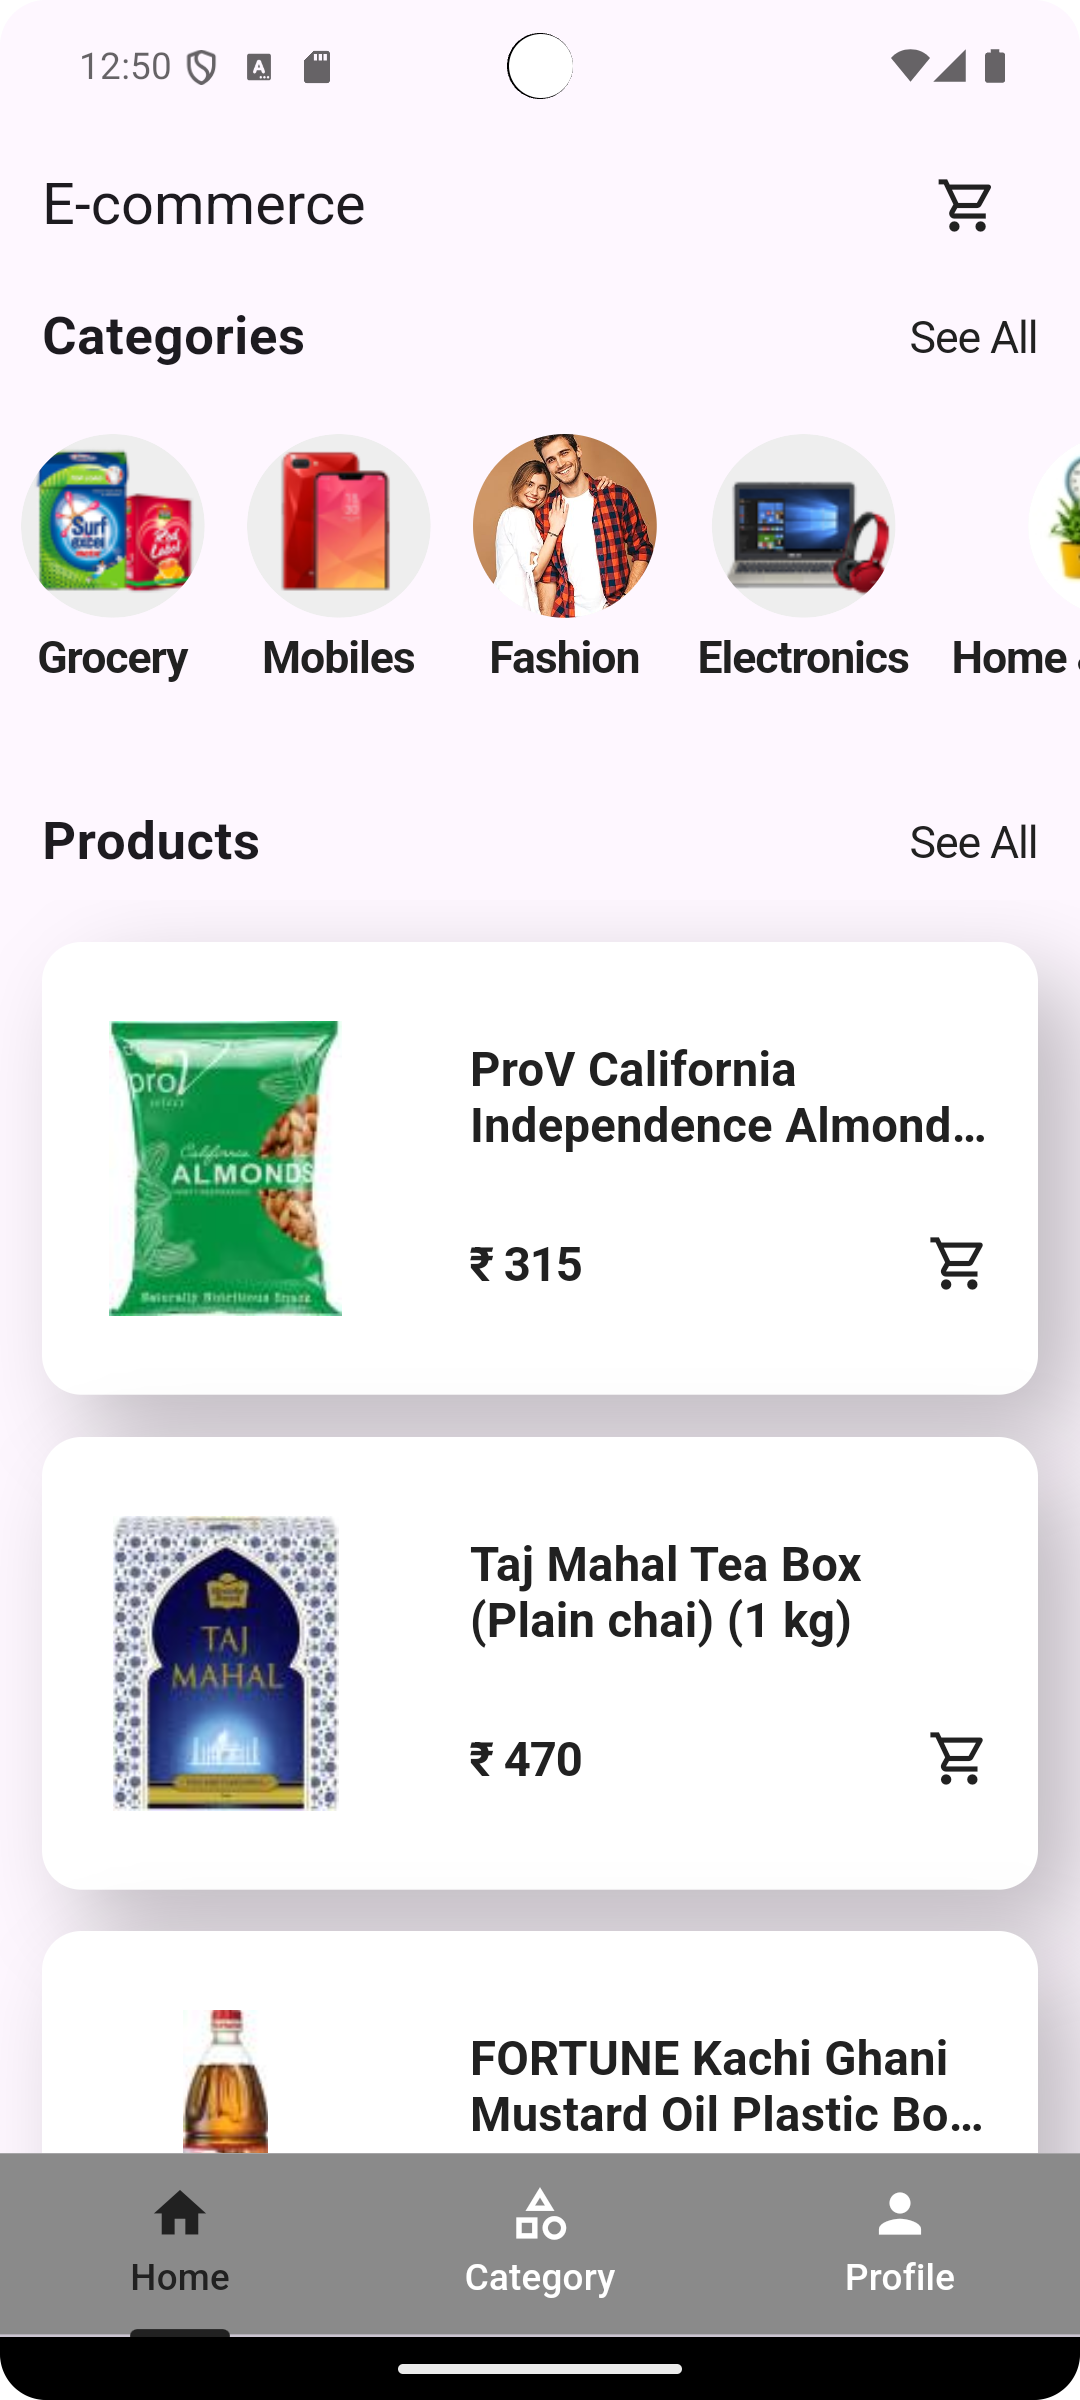 12:50
E-commerce
Categories
See All
Surf
excel
Red
Label
Grocery
Mobiles
Fashion
Electronics
Home
Products
See All
proV
select
California
ALMONDS
Naturally Nutritious Snack
ProV California
Independence Almond...
₹ 315
TAJ
MAHAL
Taj Mahal Tea Box
(Plain chai) (1 kg)
₹ 470
FORTUNE Kachi Ghani
Mustard Oil Plastic Bo...
Home
Category
Profile